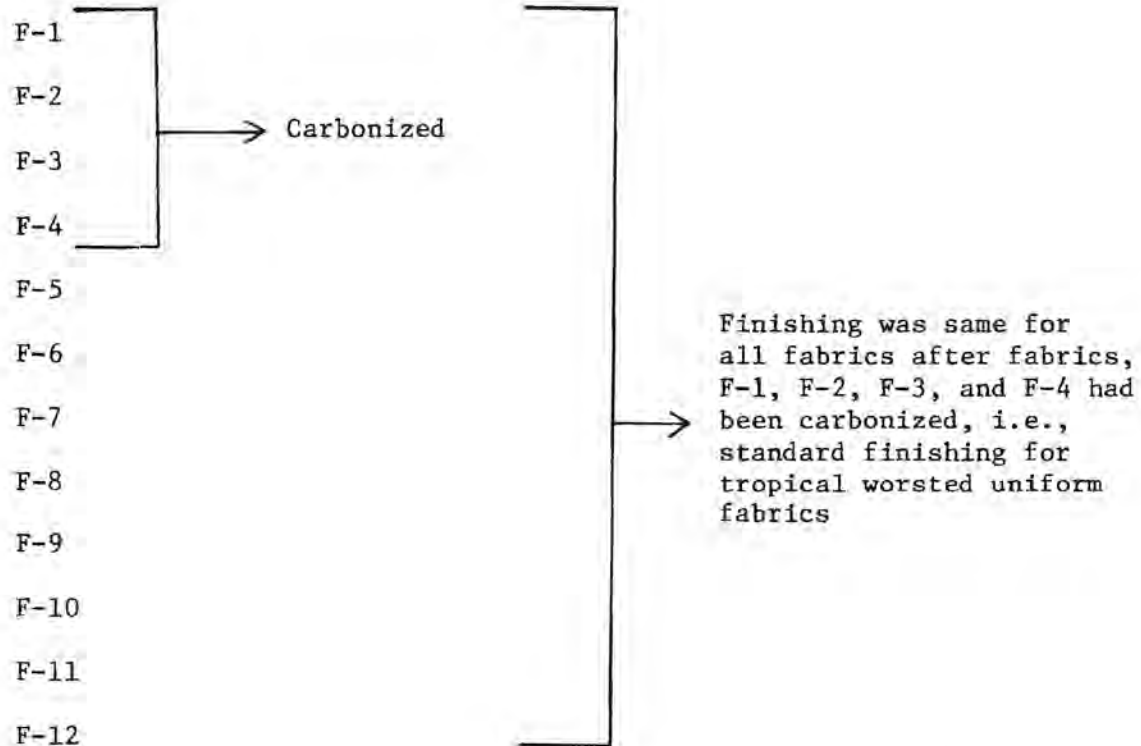 F-1
F-2
F-3
F-4
F-5
F-6
F-7
F-8
F-9
F-10
F-11
F-12
Carbonized
Finishing was same for
all fabrics after fabrics,
F-1, F-2, F-3, and F-4 had
been carbonized, i.e.,
standard finishing for
tropical worsted uniform
fabrics